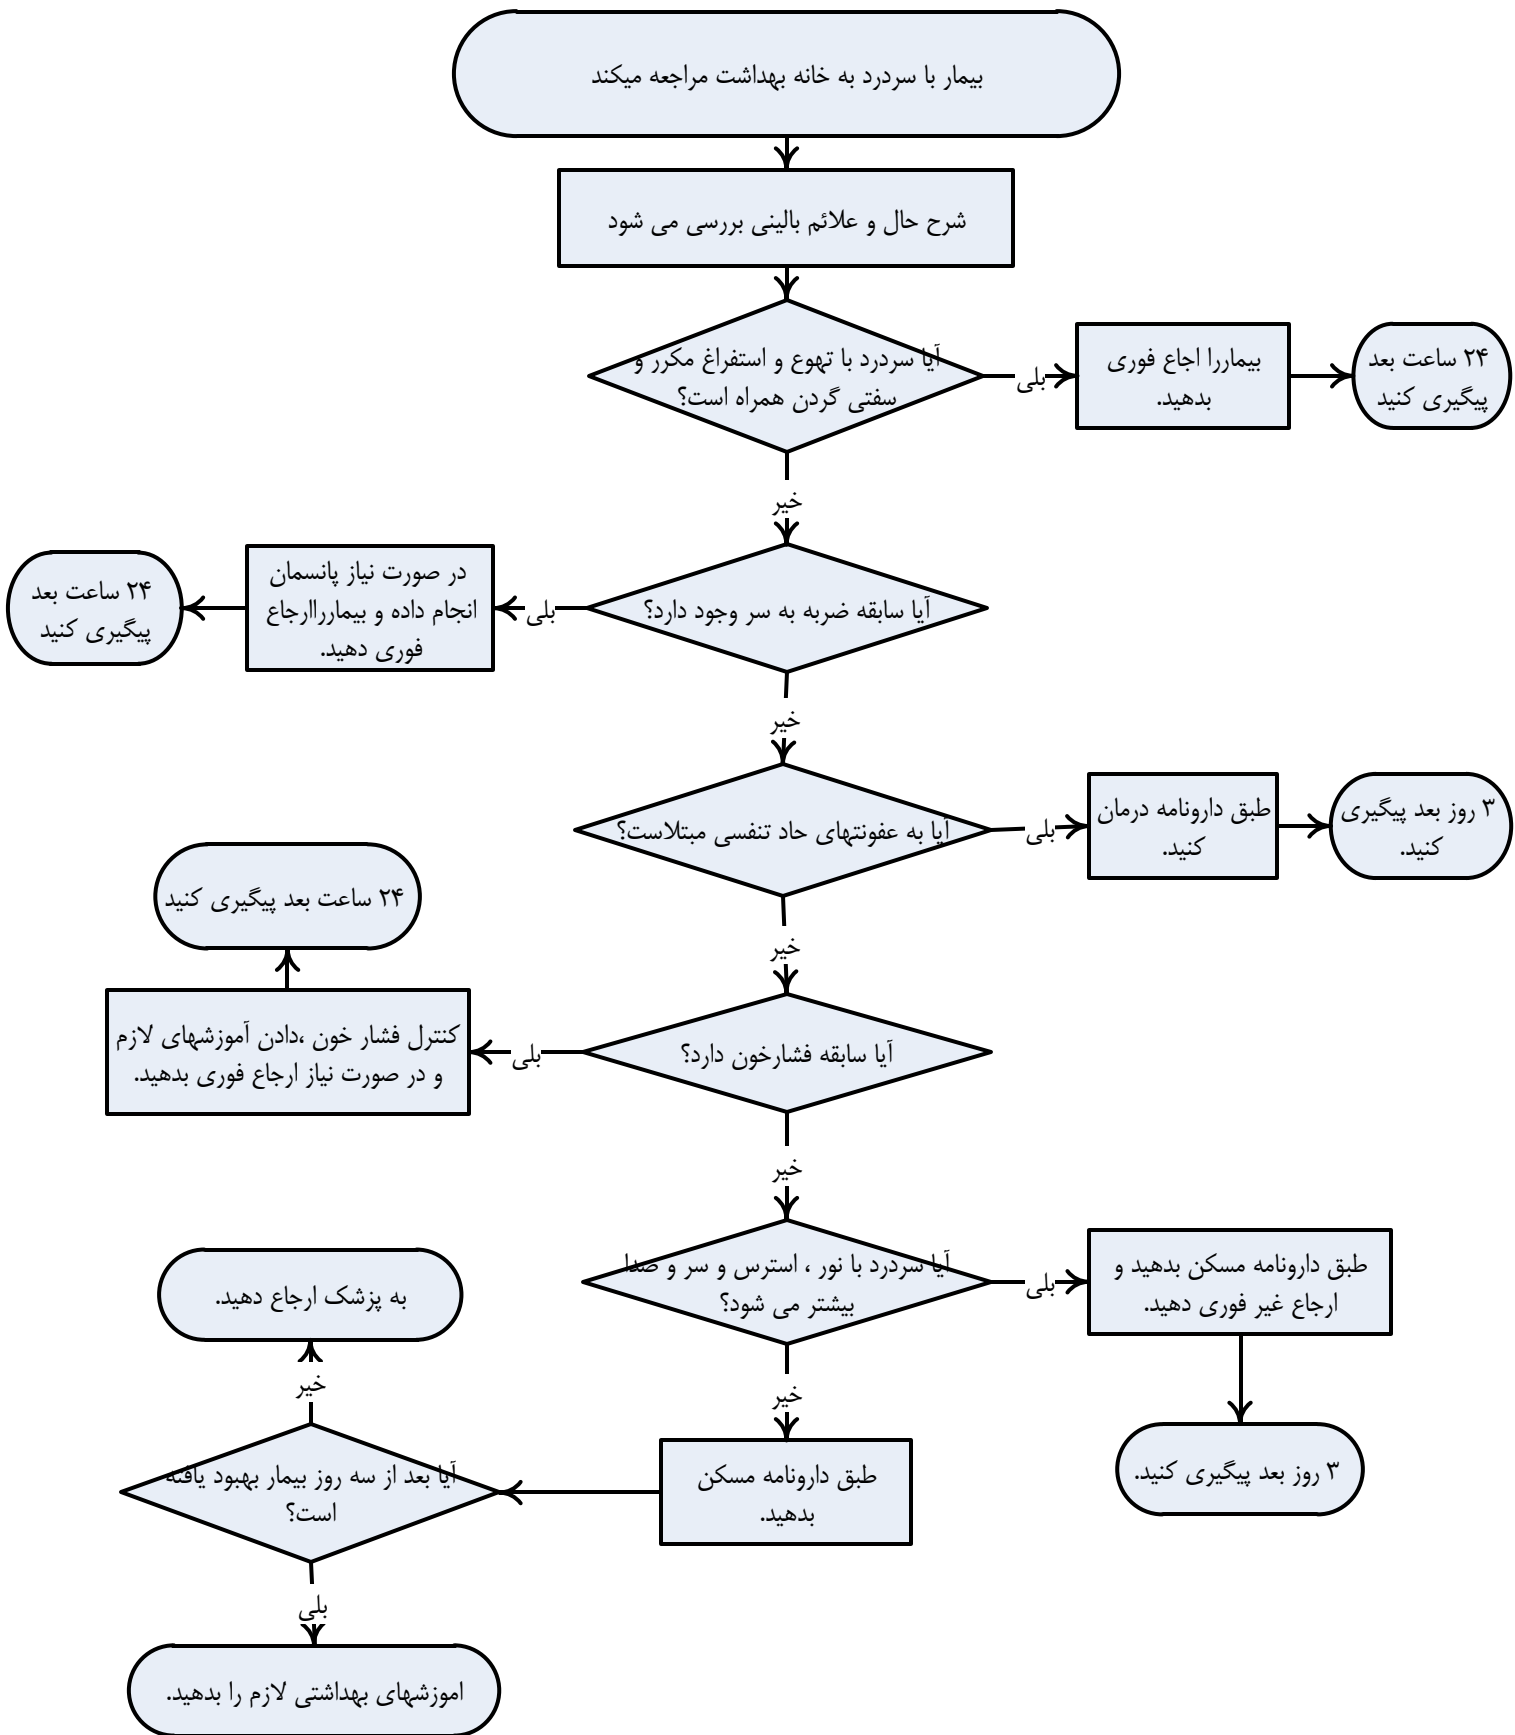 بیمار با سردرد به خانه بهداشت مراجعه میکند
شرح حال و علائم بالینی بررسی می شود
آیا سردرد با تهوع و استفراغ مکرر و
سفتی گردن همراه است؟
بلی
بیماررا اجاع فوری
بدهید.
۲۴ ساعت بعد
پیگیری کنید
خیر
آیا سابقه ضربه به سر وجود دارد؟
بلی
در صورت نیاز پانسمان
انجام داده و بیمارراارجاع
فوری دهید.
۲۴ ساعت بعد
پیگیری کنید
خیر
آیا به عفونتهای حاد تنفسی مبتلاست؟
بلی
طبق دارونامه درمان
کنید.
۳ روز بعد پیگیری
کنید.
خیر
آیا سابقه فشارخون دارد؟
بلی
کنترل فشار خون ،دادن آموزشهای لازم
و در صورت نیاز ارجاع فوری بدهید.
۲۴ ساعت بعد پیگیری کنید
خیر
آیا سردرد با نور ، استرس و سر و صدا
بیشتر می شود؟
بلی
طبق دارونامه مسکن بدهید و
ارجاع غیر فوری دهید.
۳ روز بعد پیگیری کنید.
خیر
طبق دارونامه مسکن
بدهید.
آیا بعد از سه روز بیمار بهبود یافته
است؟
خیر
به پزشک ارجاع دهید.
بلی
اموزشهای بهداشتی لازم را بدهید.